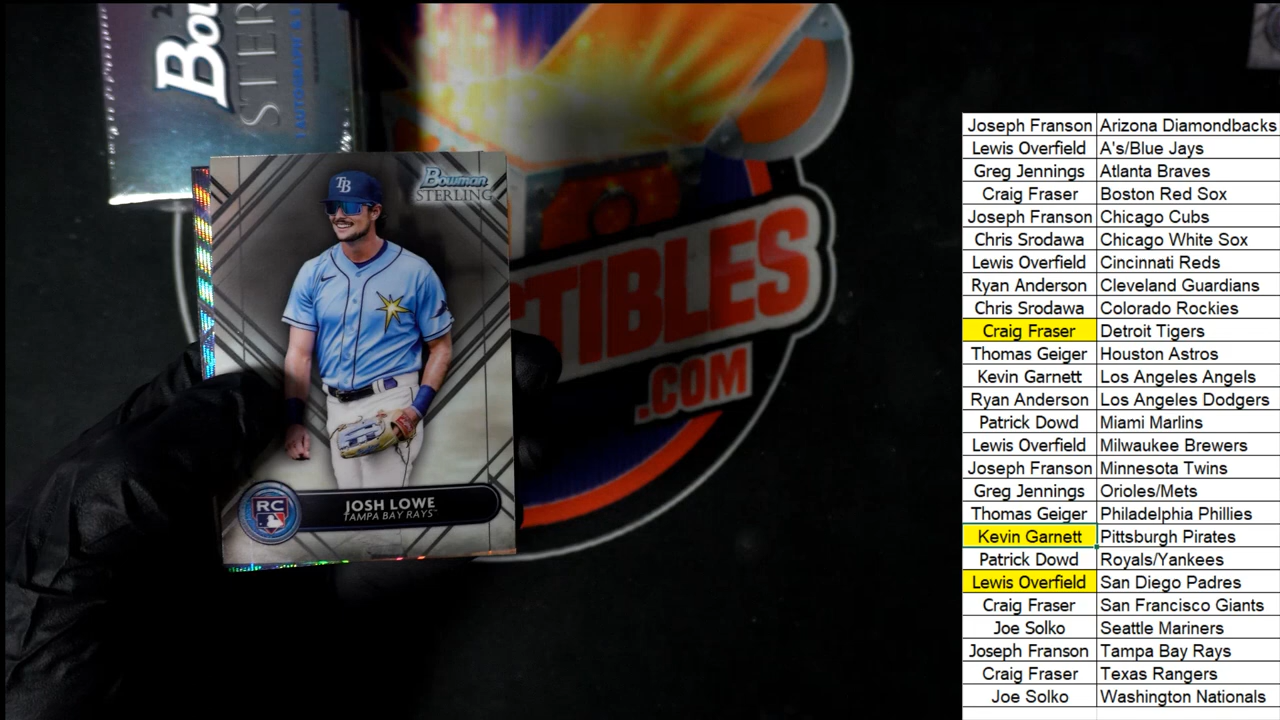 Bowman
STERLING
TB
JOSH LOWE
TAMPA BAY RAYS
RC
TIBLES
.COM
Joseph Franson Arizona Diamondbacks
Lewis Overfield A's/Blue Jays
Greg Jennings Atlanta Braves
Craig Fraser Boston Red Sox
Joseph Franson Chicago Cubs
Chris Srodawa Chicago White Sox
Lewis Overfield Cincinnati Reds
Ryan Anderson Cleveland Guardians
Chris Srodawa Colorado Rockies
Craig Fraser Detroit Tigers
Thomas Geiger Houston Astros
Kevin Garnett Los Angeles Angels
Ryan Anderson Los Angeles Dodgers
Patrick Dowd Miami Marlins
Lewis Overfield Milwaukee Brewers
Joseph Franson Minnesota Twins
Greg Jennings Orioles/Mets
Thomas Geiger Philadelphia Phillies
Kevin Garnett Pittsburgh Pirates
Patrick Dowd Royals/Yankees
Lewis Overfield San Diego Padres
Craig Fraser San Francisco Giants
Joe Solko Seattle Mariners
Joseph Franson Tampa Bay Rays
Craig Fraser Texas Rangers
Joe Solko Washington Nationals